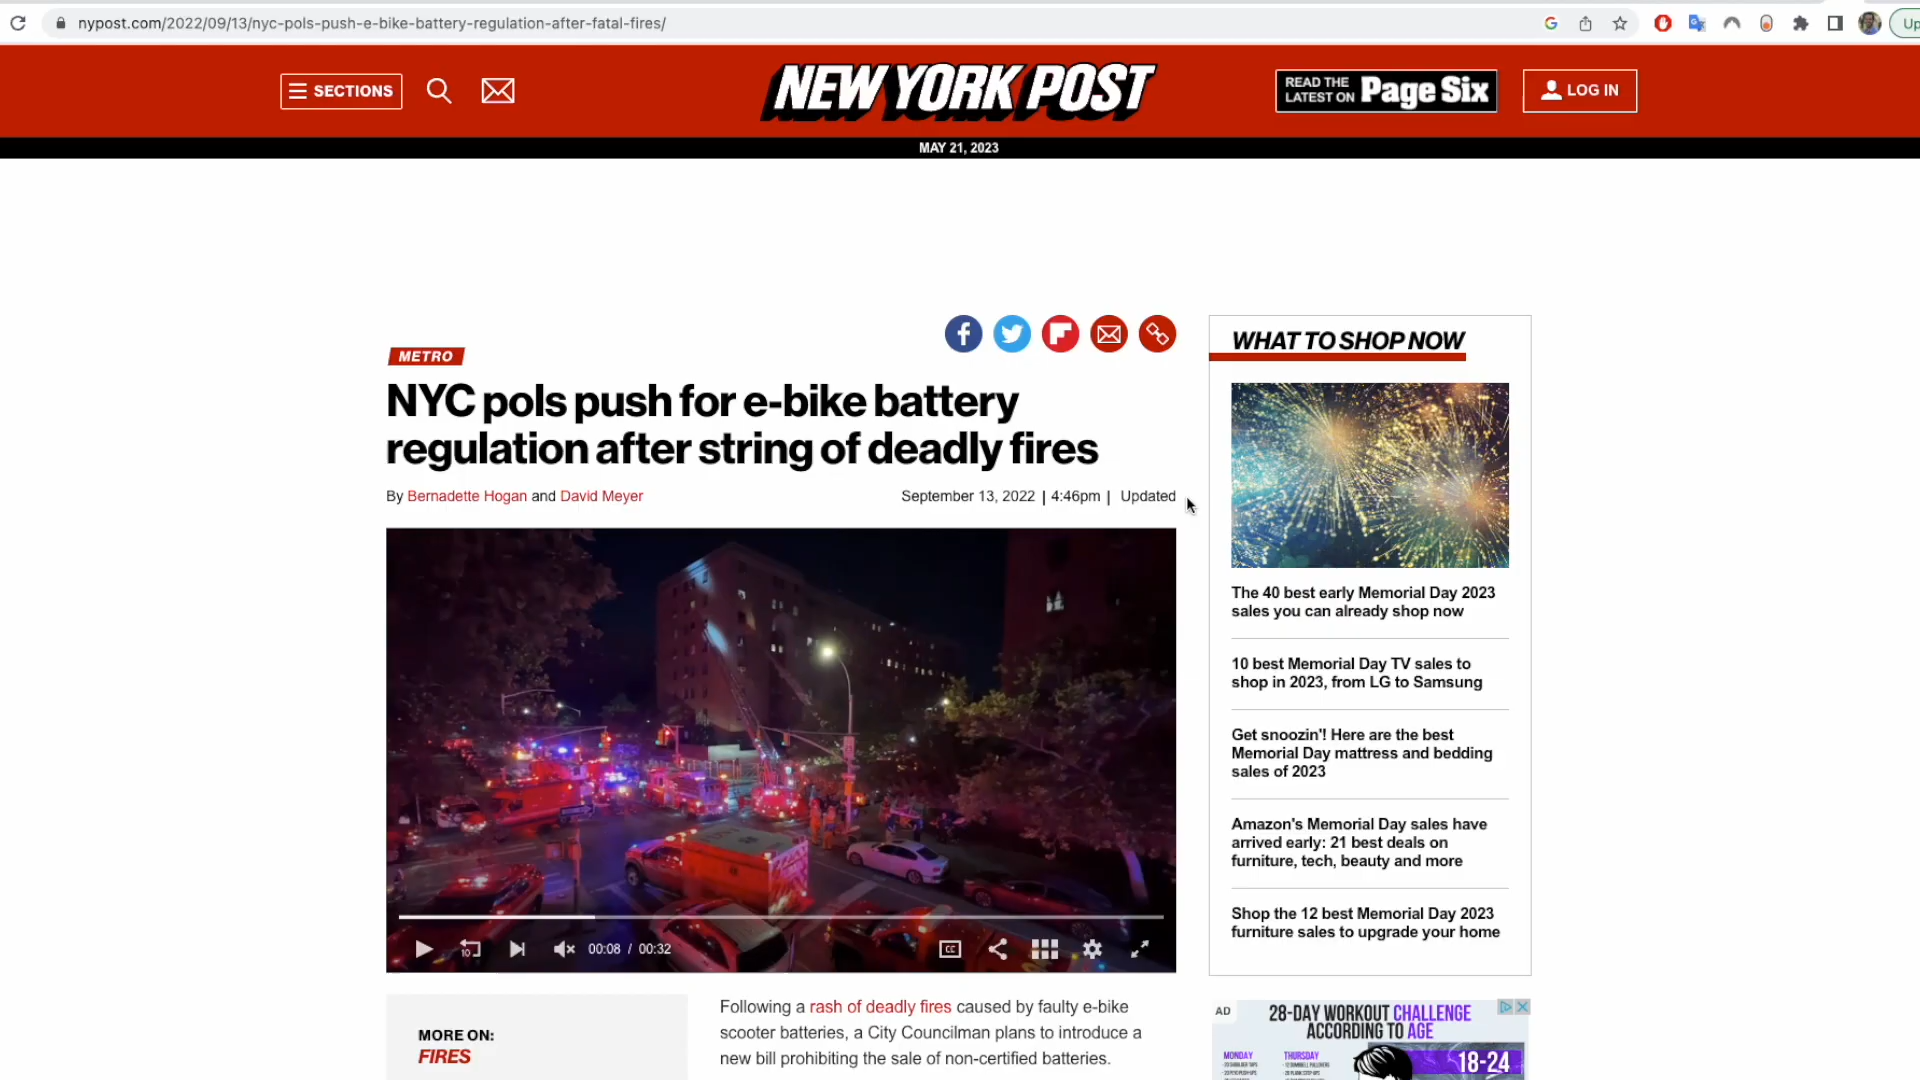 nypost.com/2022/09/13/nyc-pols-push-e-bike-battery-regulation-after-fatal-fires/
Up
SECTIONS
NEW YORK POST
READ THE
LATEST ON
Page Six
LOG IN
MAY 21, 2023
METRO
NYC pols push for e-bike battery
regulation after string of deadly fires
By Bernadette Hogan and David Meyer
September 13, 2022 | 4:46pm | Updated
10
00:08 / 00:32
CC
MORE ON:
FIRES
Following a rash of deadly fires caused by faulty e-bike
scooter batteries, a City Councilman plans to introduce a
new bill prohibiting the sale of non-certified batteries.
WHAT TO SHOP NOW
The 40 best early Memorial Day 2023
sales you can already shop now
10 best Memorial Day TV sales to
shop in 2023, from LG to Samsung
Get snoozin'! Here are the best
Memorial Day mattress and bedding
sales of 2023
Amazon's Memorial Day sales have
arrived early: 21 best deals on
furniture, tech, beauty and more
Shop the 12 best Memorial Day 2023
furniture sales to upgrade your home
AD
28-DAY WORKOUT CHALLENGE
ACCORDING TO AGE
MONDAY
THURSDAY
18-24